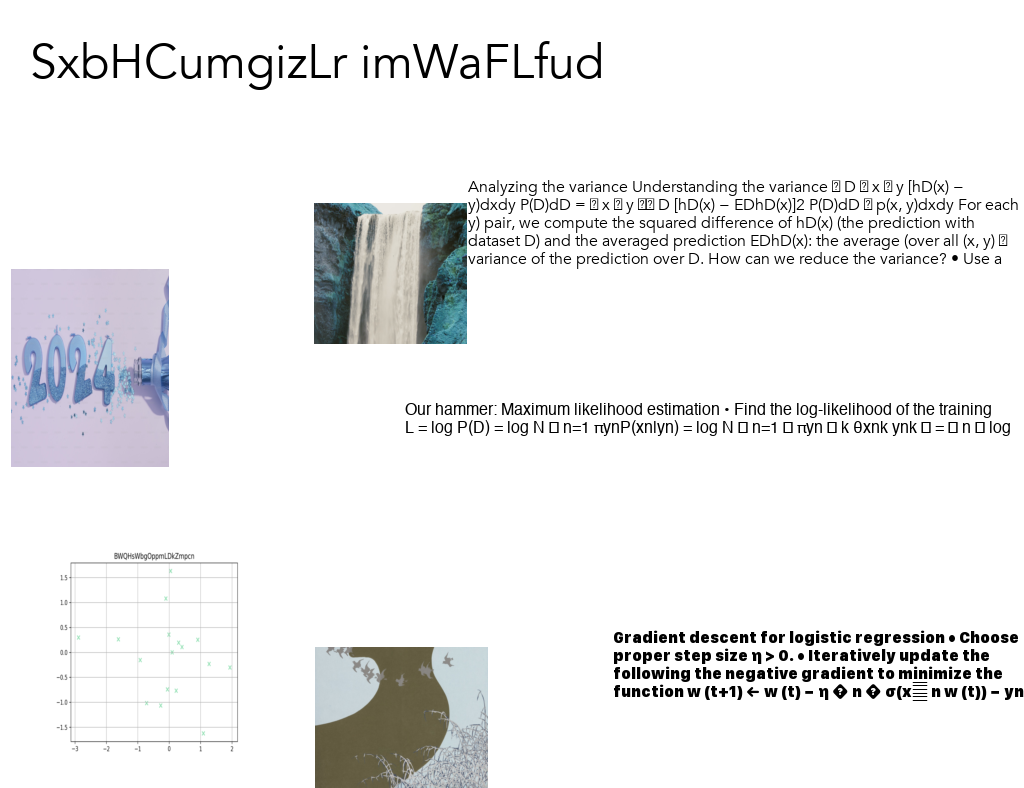 SxbHCumgizLr imWaFLfud
Analyzing the variance Understanding the variance � D � x � y [hD(x) −
y)dxdy P(D)dD = � x � y �� D [hD(x) − EDhD(x)]2 P(D)dD � p(x, y)dxdy For each
y) pair, we compute the squared difference of hD(x) (the prediction with
dataset D) and the averaged prediction EDhD(x): the average (over all (x, y) �
variance of the prediction over D. How can we reduce the variance? • Use a
2024
Our hammer: Maximum likelihood estimation • Find the log-likelihood of the training
L = log P(D) = log N � n=1 πynP(xn|yn) = log N � n=1 � πyn � k θxnk ynk � = � n � log
BWQHsWbgOppmLDkZmpcn
1.5
1.0
0.5
0.0
−0.5
−1.0
−1.5
−3 −2 −1 0 1 2
Gradient descent for logistic regression • Choose
proper step size η > 0. • Iteratively update the
following the negative gradient to minimize the
function w (t+1) ← w (t) − η � n � σ(x� n w (t)) − yn